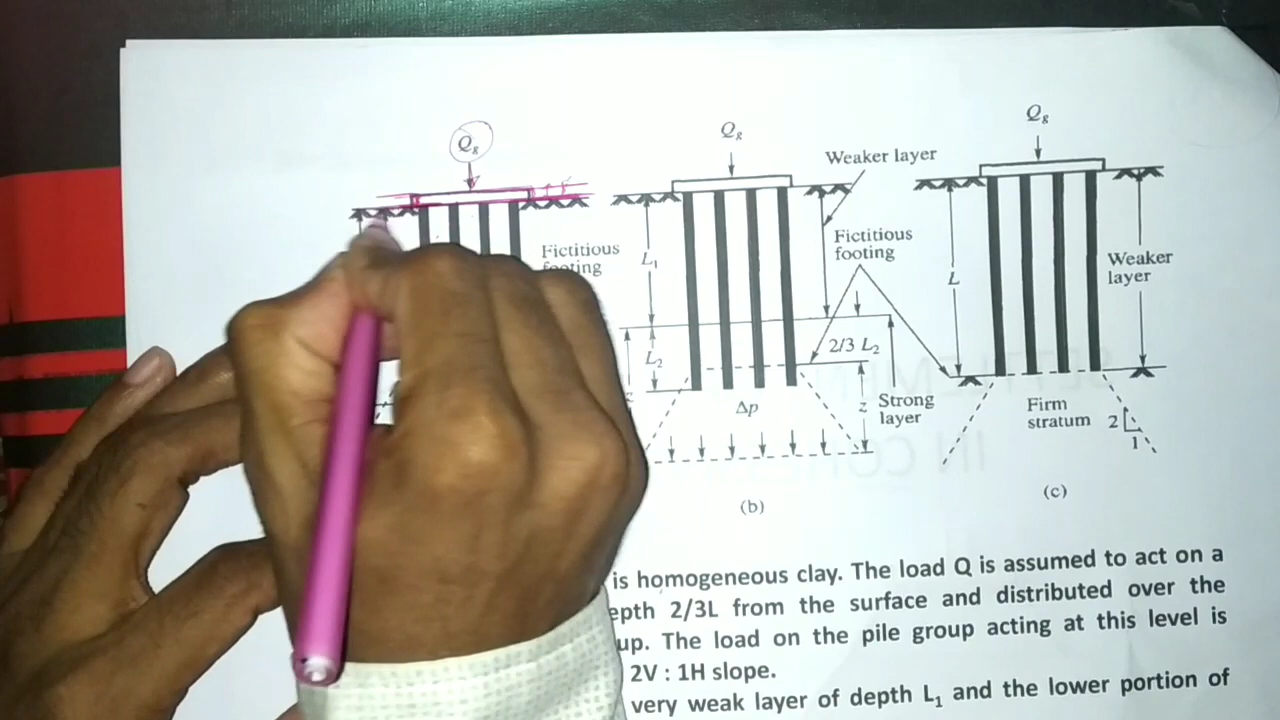 Qg
Fictitious
footing
Qg
Weaker layer
Fictitious
footing
L1
L2
2/3 L2
z
Strong
layer
Δp
(b)
Qg
L
Weaker
layer
Firm
stratum
2
1
(c)
is homogeneous clay. The load Q is assumed to act on a
epth 2/3L from the surface and distributed over the
up. The load on the pile group acting at this level is
2V : 1H slope.
very weak layer of depth L1 and the lower portion of